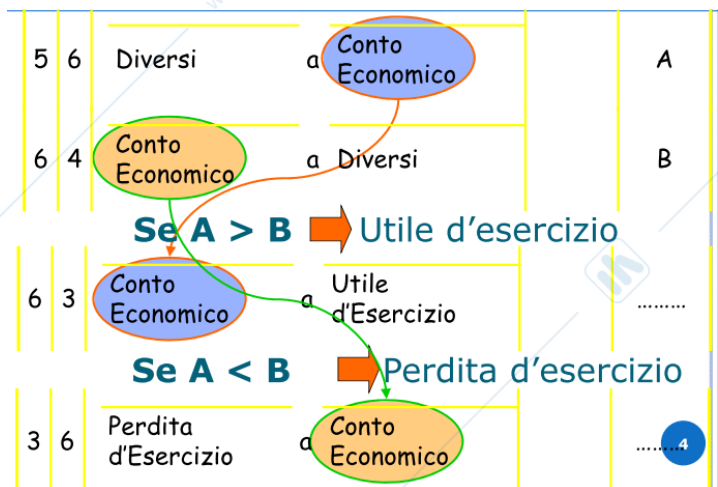 5 6 Diversi a Conto Economico A
6 4 Conto Economico a Diversi B
Se A > B Utile d'esercizio
6 3 Conto Economico a Utile d'Esercizio .........
Se A < B Perdita d'esercizio
3 6 Perdita d'Esercizio a Conto Economico .........
4